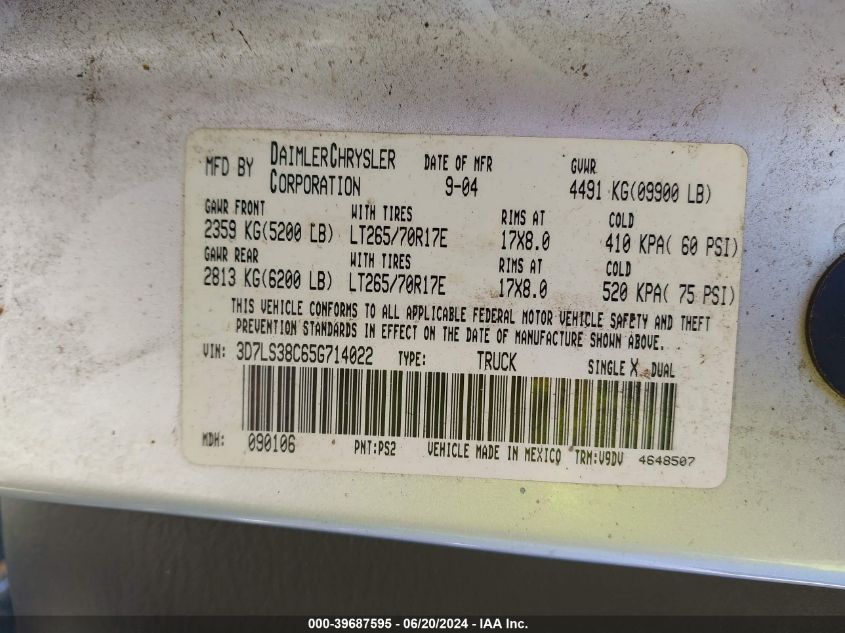 MFD BY DAIMLERCHRYSLER CORPORATION DATE OF MFR 9-04 GVWR 4491 KG(09900 LB)
GAWR FRONT WITH TIRES RIMS AT COLD
2359 KG(5200 LB) LT265/70R17E 17X8.0 410 KPA( 60 PSI)
GAWR REAR WITH TIRES RIMS AT COLD
2813 KG(6200 LB) LT265/70R17E 17X8.0 520 KPA( 75 PSI)
THIS VEHICLE CONFORMS TO ALL APPLICABLE FEDERAL MOTOR VEHICLE SAFETY AND THEFT
PREVENTION STANDARDS IN EFFECT ON THE DATE OF MANUFACTURE SHOWN ABOVE.
VIN: 3D7LS38C65G714022 TYPE: TRUCK SINGLE X DUAL
MDH: 090106 PNT:PS2 VEHICLE MADE IN MEXICO TRM:V9DV 4648507
000-39687595 - 06/20/2024 - IAA Inc.